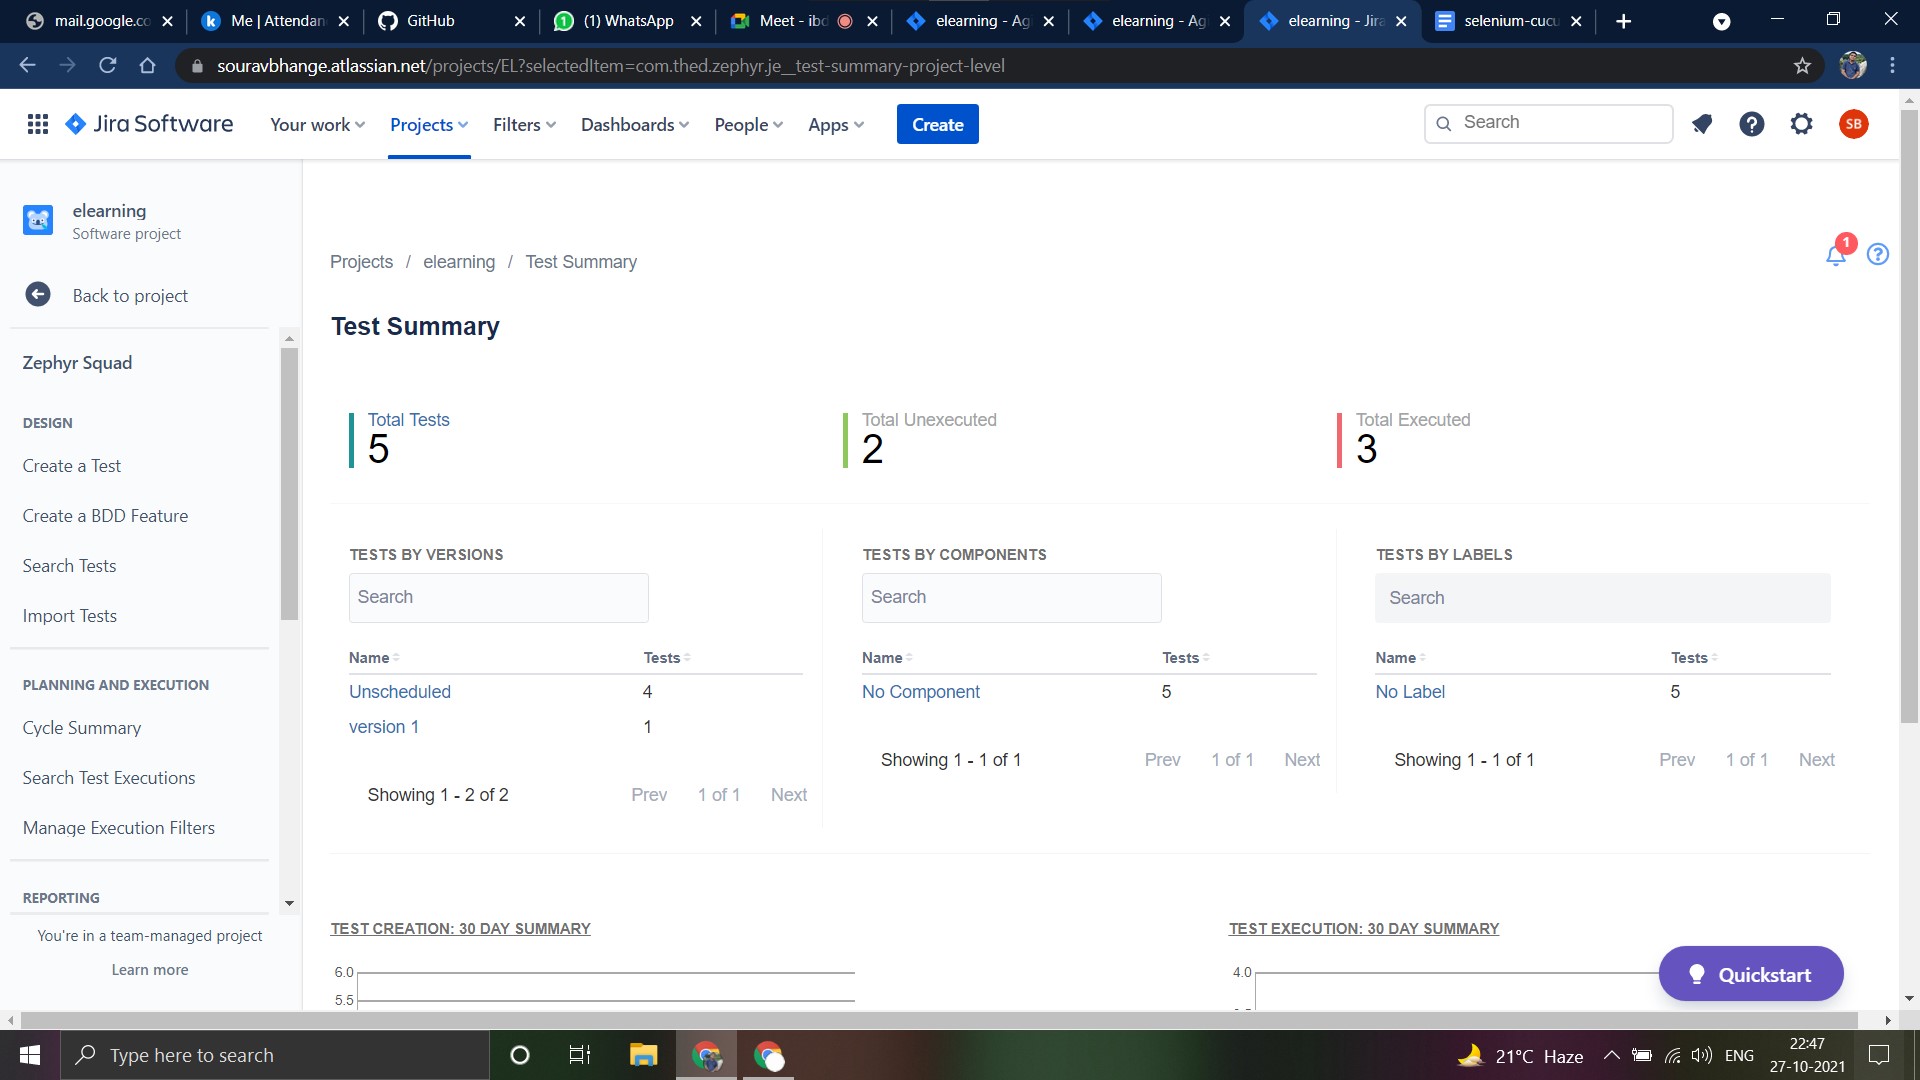 mail.google.co
Me | Attendan
GitHub
(1) WhatsApp
Meet - ibd
elearning - Agi
elearning - Agi
elearning - Jira
selenium-cucu
souravbhange.atlassian.net/projects/EL?selectedItem=com.thed.zephyr.je__test-summary-project-level
Jira Software
Your work
Projects
Filters
Dashboards
People
Apps
Create
Search
SB
elearning
Software project
Back to project
Zephyr Squad
DESIGN
Create a Test
Create a BDD Feature
Search Tests
Import Tests
PLANNING AND EXECUTION
Cycle Summary
Search Test Executions
Manage Execution Filters
REPORTING
You're in a team-managed project
Learn more
Projects / elearning / Test Summary
1
Test Summary
Total Tests
5
Total Unexecuted
2
Total Executed
3
TESTS BY VERSIONS
Search
Name Tests
Unscheduled 4
version 1 1
Showing 1 - 2 of 2 Prev 1 of 1 Next
TESTS BY COMPONENTS
Search
Name Tests
No Component 5
Showing 1 - 1 of 1 Prev 1 of 1 Next
TESTS BY LABELS
Search
Name Tests
No Label 5
Showing 1 - 1 of 1 Prev 1 of 1 Next
TEST CREATION: 30 DAY SUMMARY
6.0
5.5
TEST EXECUTION: 30 DAY SUMMARY
4.0
Quickstart
Type here to search
21°C Haze
ENG
22:47
27-10-2021